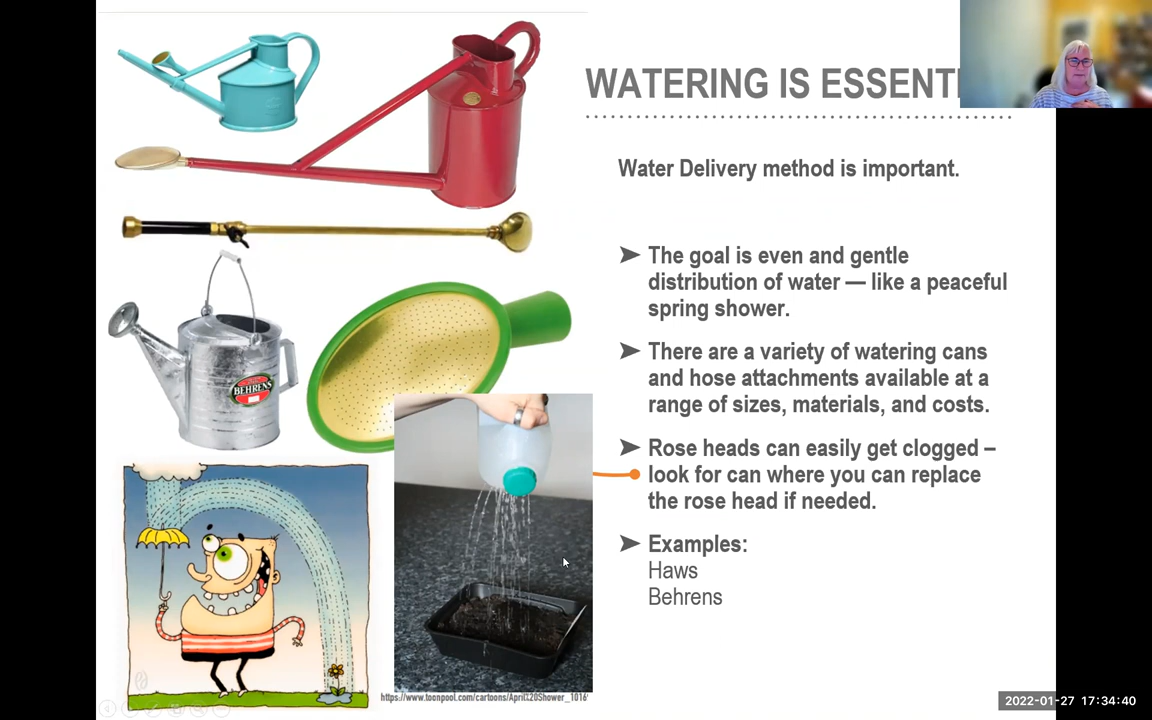 WATERING IS ESSENT
Water Delivery method is important.
➤ The goal is even and gentle
distribution of water — like a peaceful
spring shower.
➤ There are a variety of watering cans
and hose attachments available at a
range of sizes, materials, and costs.
➤ Rose heads can easily get clogged –
look for can where you can replace
the rose head if needed.
➤ Examples:
Haws
Behrens
BEHRENS
https://www.toonpool.com/cartoons/April%20Shower_1016
2022-01-27 17:34:40